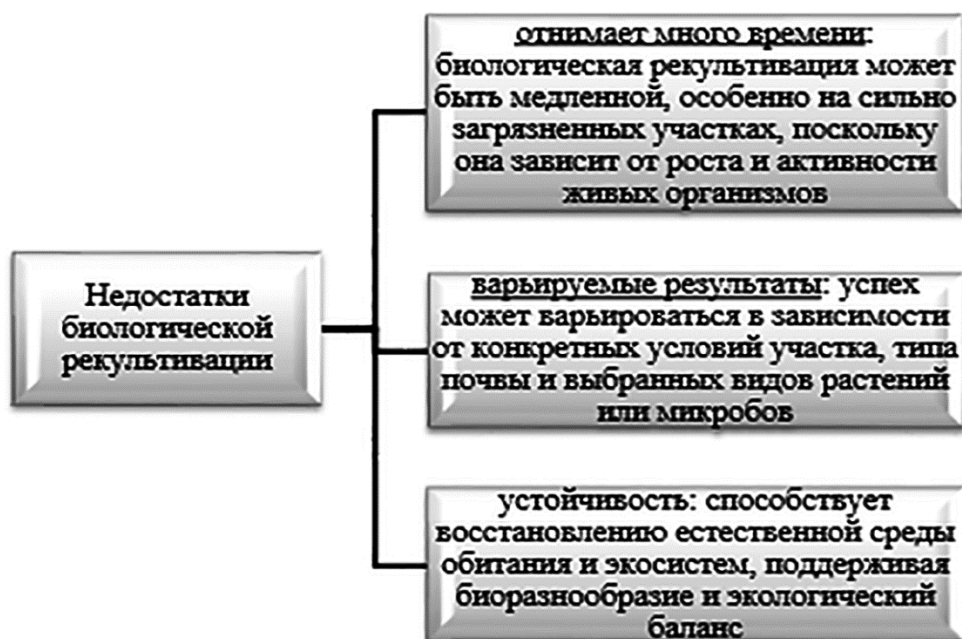 отнимает много времени:
биологическая рекультивация может
быть медленной, особенно на сильно
загрязненных участках, поскольку
она зависит от роста и активности
живых организмов
Недостатки
биологической
рекультивации
варьируемые результаты: успех
может варьироваться в зависимости
от конкретных условий участка, типа
почвы и выбранных видов растений
или микробов
устойчивость: способствует
восстановлению естественной среды
обитания и экосистем, поддерживая
биоразнообразие и экологический
баланс